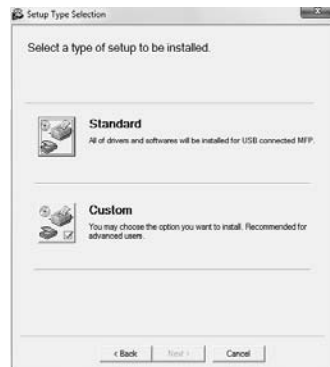 Setup Type Selection
Select a type of setup to be installed.
Standard
All of drivers and softwares will be installed for USB connected MFP.
Custom
You may choose the option you want to install. Recommended for
advanced users.
< Back
Next >
Cancel